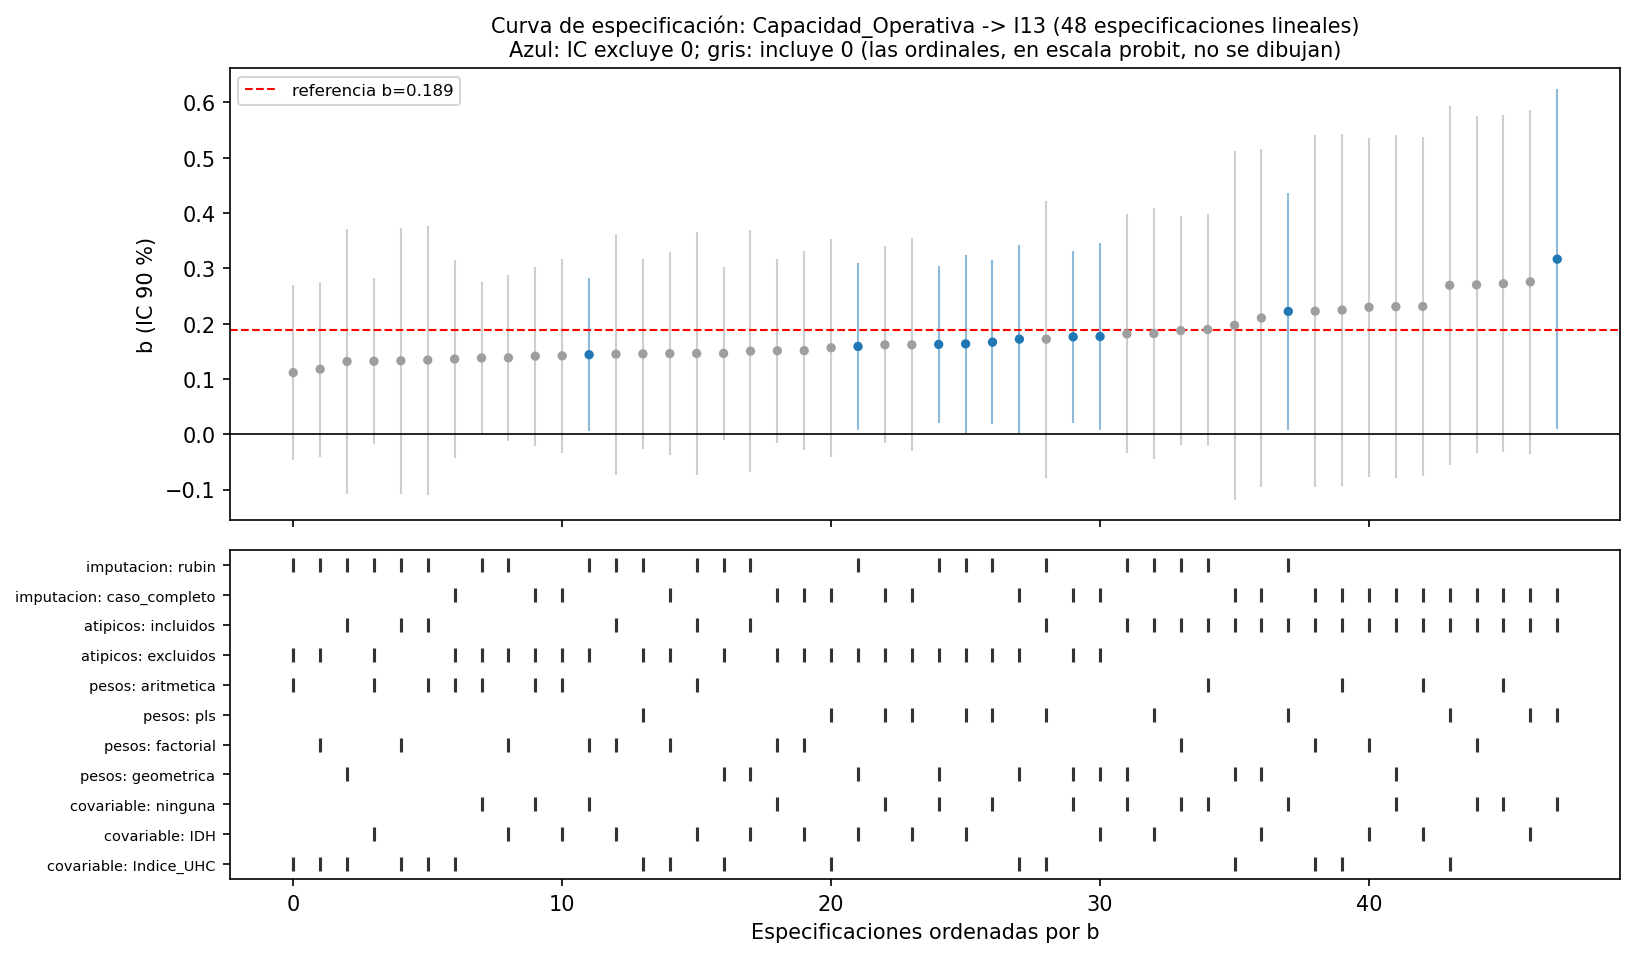 Curva de especificación: Capacidad_Operativa -> I13 (48 especificaciones lineales)
Azul: IC excluye 0; gris: incluye 0 (las ordinales, en escala probit, no se dibujan)
referencia b=0.189
0.6
0.5
0.4
0.3
0.2
0.1
0.0
−0.1
b (IC 90 %)
imputacion: rubin
imputacion: caso_completo
atipicos: incluidos
atipicos: excluidos
pesos: aritmetica
pesos: pls
pesos: factorial
pesos: geometrica
covariable: ninguna
covariable: IDH
covariable: Indice_UHC
0 10 20 30 40
Especificaciones ordenadas por b